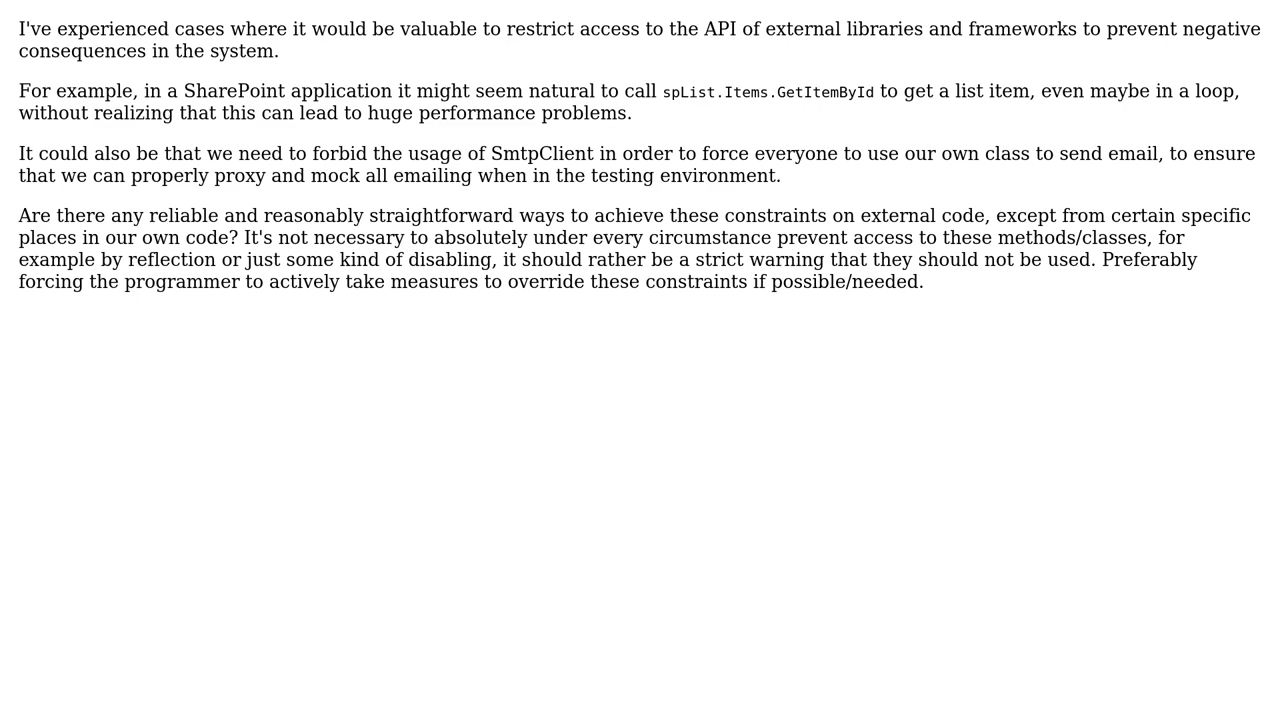 I've experienced cases where it would be valuable to restrict access to the API of external libraries and frameworks to prevent negative
consequences in the system.
For example, in a SharePoint application it might seem natural to call spList.Items.GetItemById to get a list item, even maybe in a loop,
without realizing that this can lead to huge performance problems.
It could also be that we need to forbid the usage of SmtpClient in order to force everyone to use our own class to send email, to ensure
that we can properly proxy and mock all emailing when in the testing environment.
Are there any reliable and reasonably straightforward ways to achieve these constraints on external code, except from certain specific
places in our own code? It's not necessary to absolutely under every circumstance prevent access to these methods/classes, for
example by reflection or just some kind of disabling, it should rather be a strict warning that they should not be used. Preferably
forcing the programmer to actively take measures to override these constraints if possible/needed.